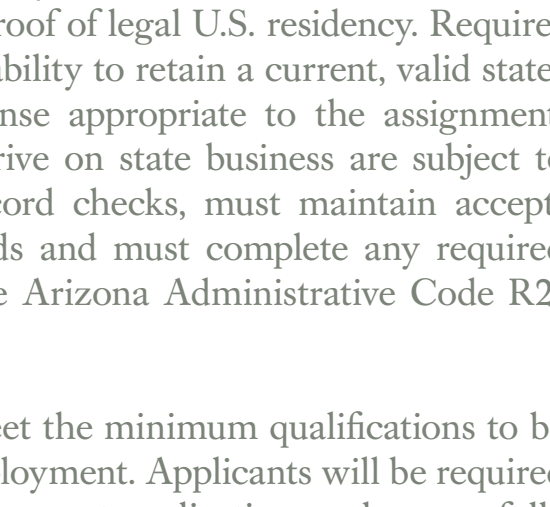 roof of legal U.S. residency. Require
ability to retain a current, valid state
nse appropriate to the assignment
rive on state business are subject to
cord checks, must maintain accept
ds and must complete any required
e Arizona Administrative Code R2
eet the minimum qualifications to b
loyment. Applicants will be required